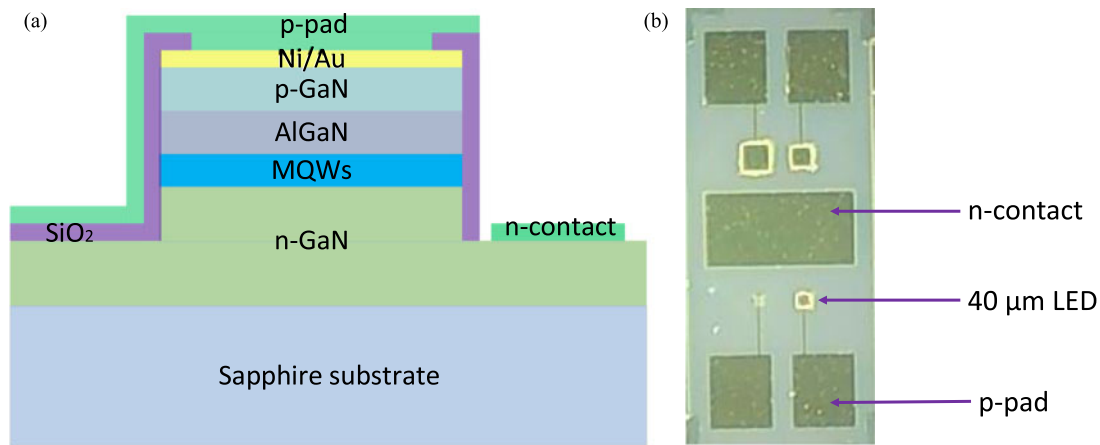 (a)
p-pad
Ni/Au
p-GaN
AlGaN
MQWs
SiO₂
n-GaN
n-contact
Sapphire substrate
(b)
n-contact
40 μm LED
p-pad